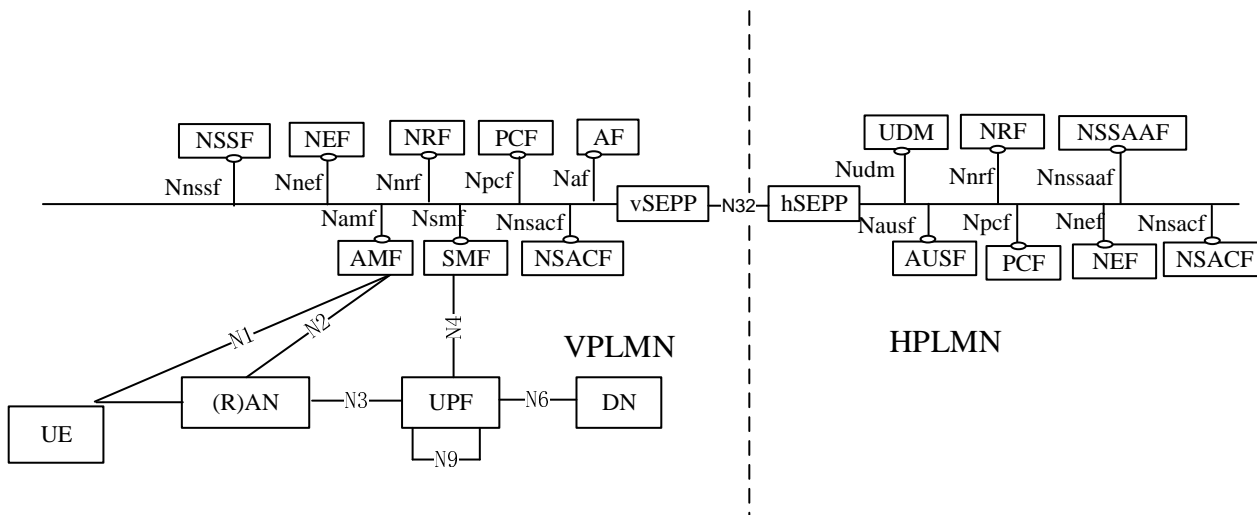 NSSF NEF NRF PCF AF UDM NRF NSSAAF
Nnssf Nnef Nnrf Npcf Naf Nudm Nnrf Nnssaaf
vSEPP N32 hSEPP
Namf Nsmf Nnsacf Nausf Npcf Nnef Nnsacf
AMF SMF NSACF AUSF PCF NEF NSACF
N1 N2 N4
VPLMN HPLMN
UE (R)AN N3 UPF N6 DN
N9